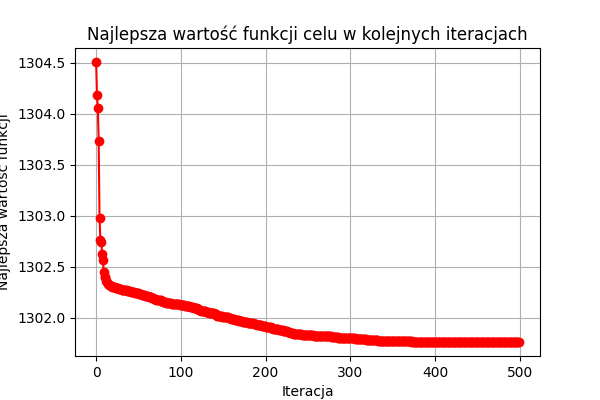 Najlepsza wartość funkcji celu w kolejnych iteracjach
1304.5
1304.0
1303.5
1303.0
1302.5
1302.0
Najlepsza wartość funkcji
0 100 200 300 400 500
Iteracja